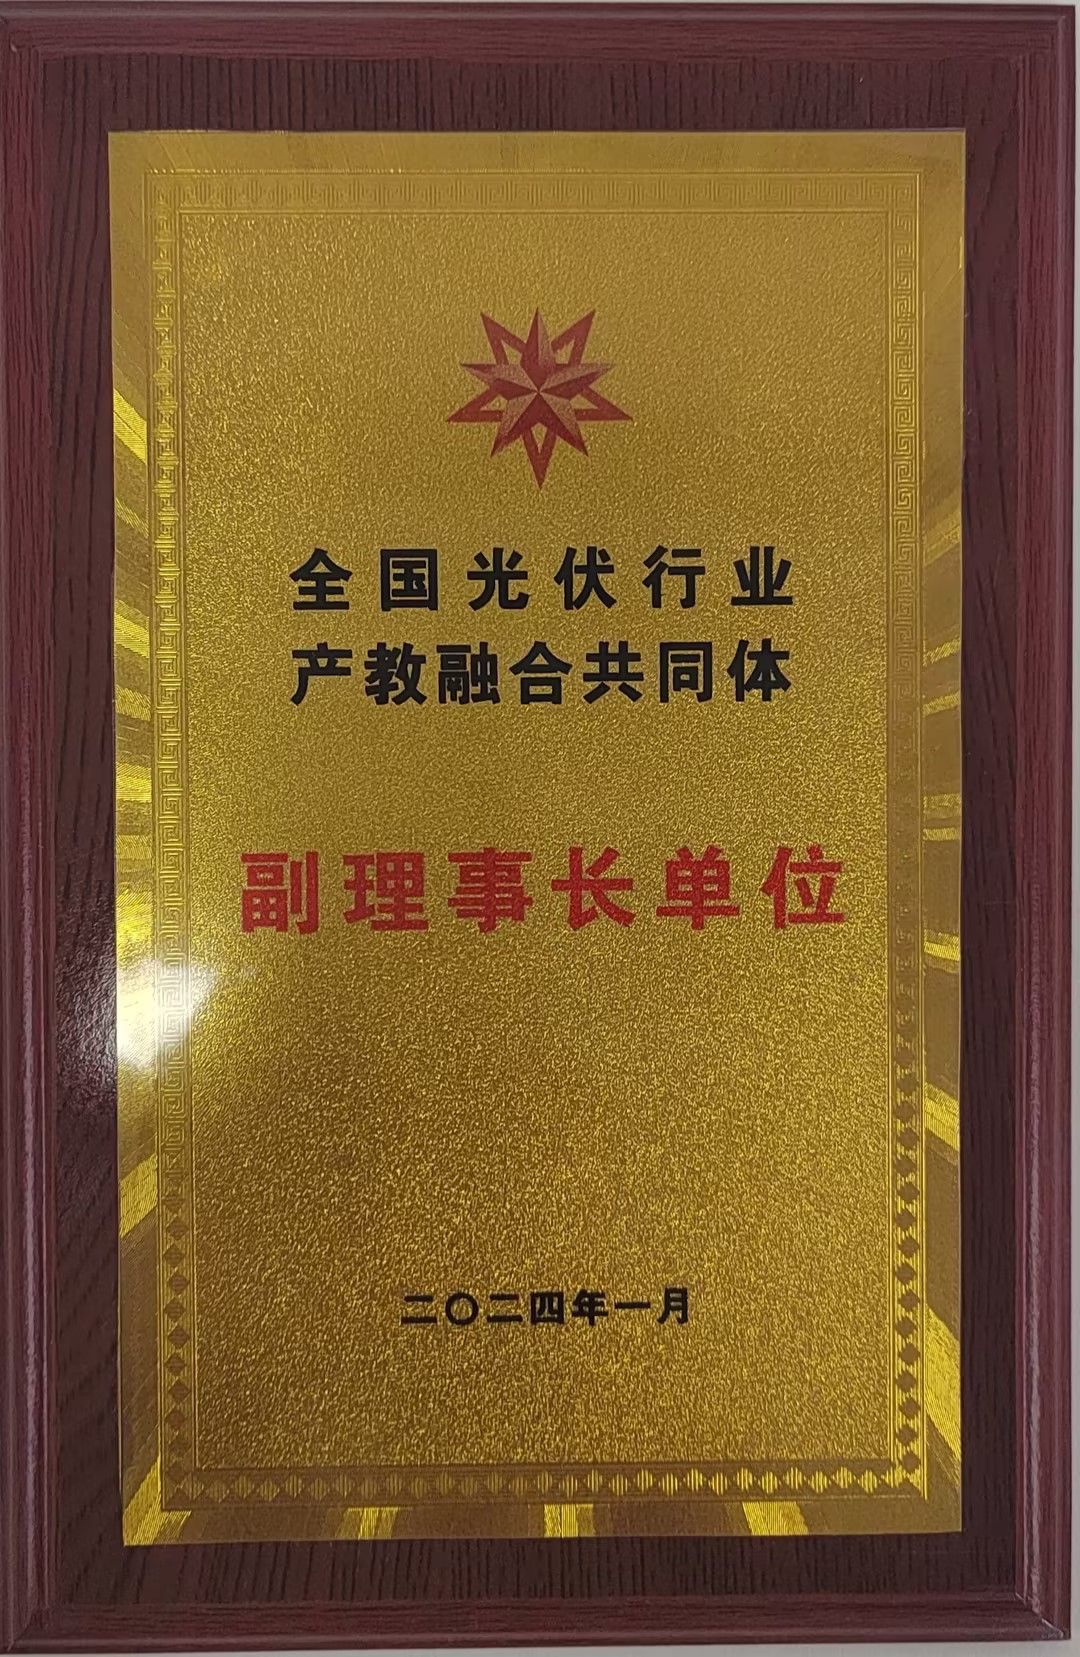 全国光伏行业
产教融合共同体
副理事长单位
二〇二四年一月